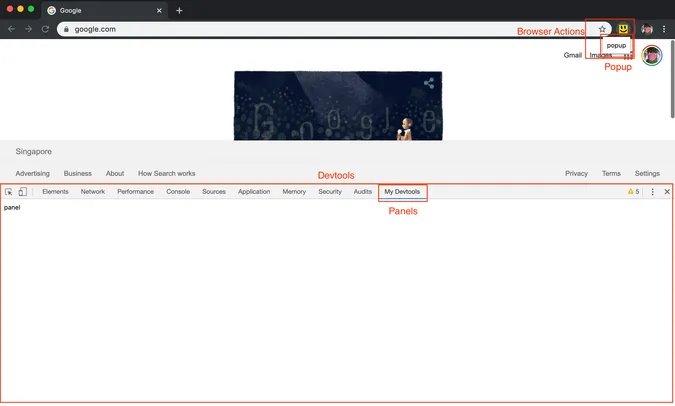 Google
google.com
Browser Actions
popup
Gmail Images
Popup
Google
Singapore
Advertising Business About How Search works Privacy Terms Settings
Devtools
Elements Network Performance Console Sources Application Memory Security Audits My Devtools 5
Panels
panel